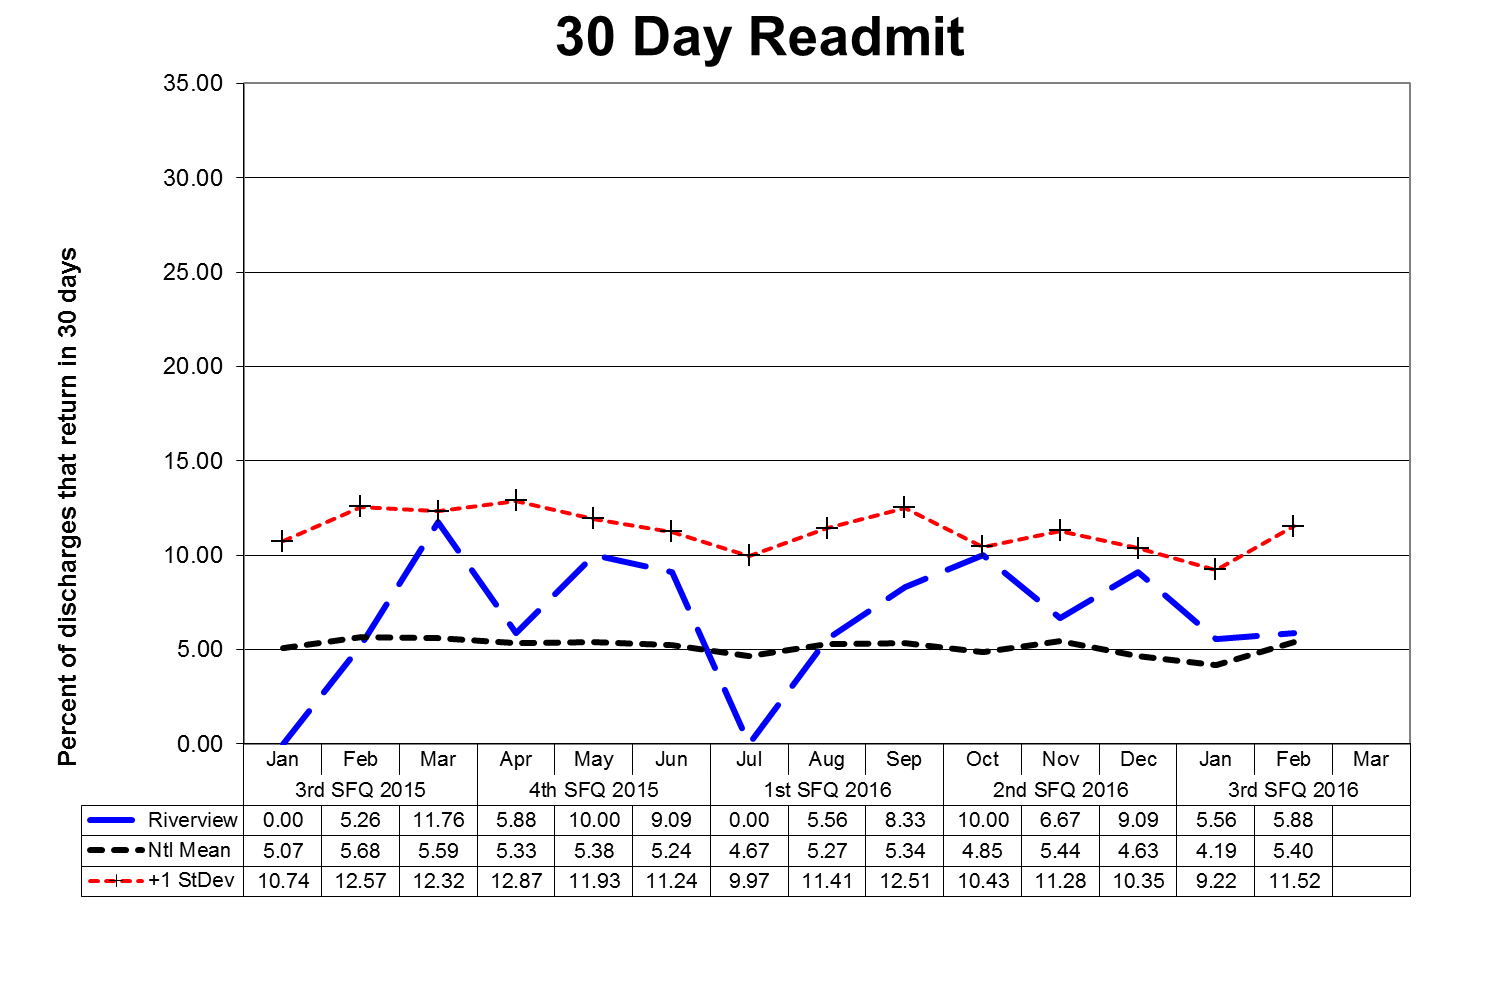 30 Day Readmit
Percent of discharges that return in 30 days
35.00
30.00
25.00
20.00
15.00
10.00
5.00
0.00
Jan Feb Mar Apr May Jun Jul Aug Sep Oct Nov Dec Jan Feb Mar
3rd SFQ 2015 4th SFQ 2015 1st SFQ 2016 2nd SFQ 2016 3rd SFQ 2016
Riverview 0.00 5.26 11.76 5.88 10.00 9.09 0.00 5.56 8.33 10.00 6.67 9.09 5.56 5.88
Ntl Mean 5.07 5.68 5.59 5.33 5.38 5.24 4.67 5.27 5.34 4.85 5.44 4.63 4.19 5.40
+1 StDev 10.74 12.57 12.32 12.87 11.93 11.24 9.97 11.41 12.51 10.43 11.28 10.35 9.22 11.52